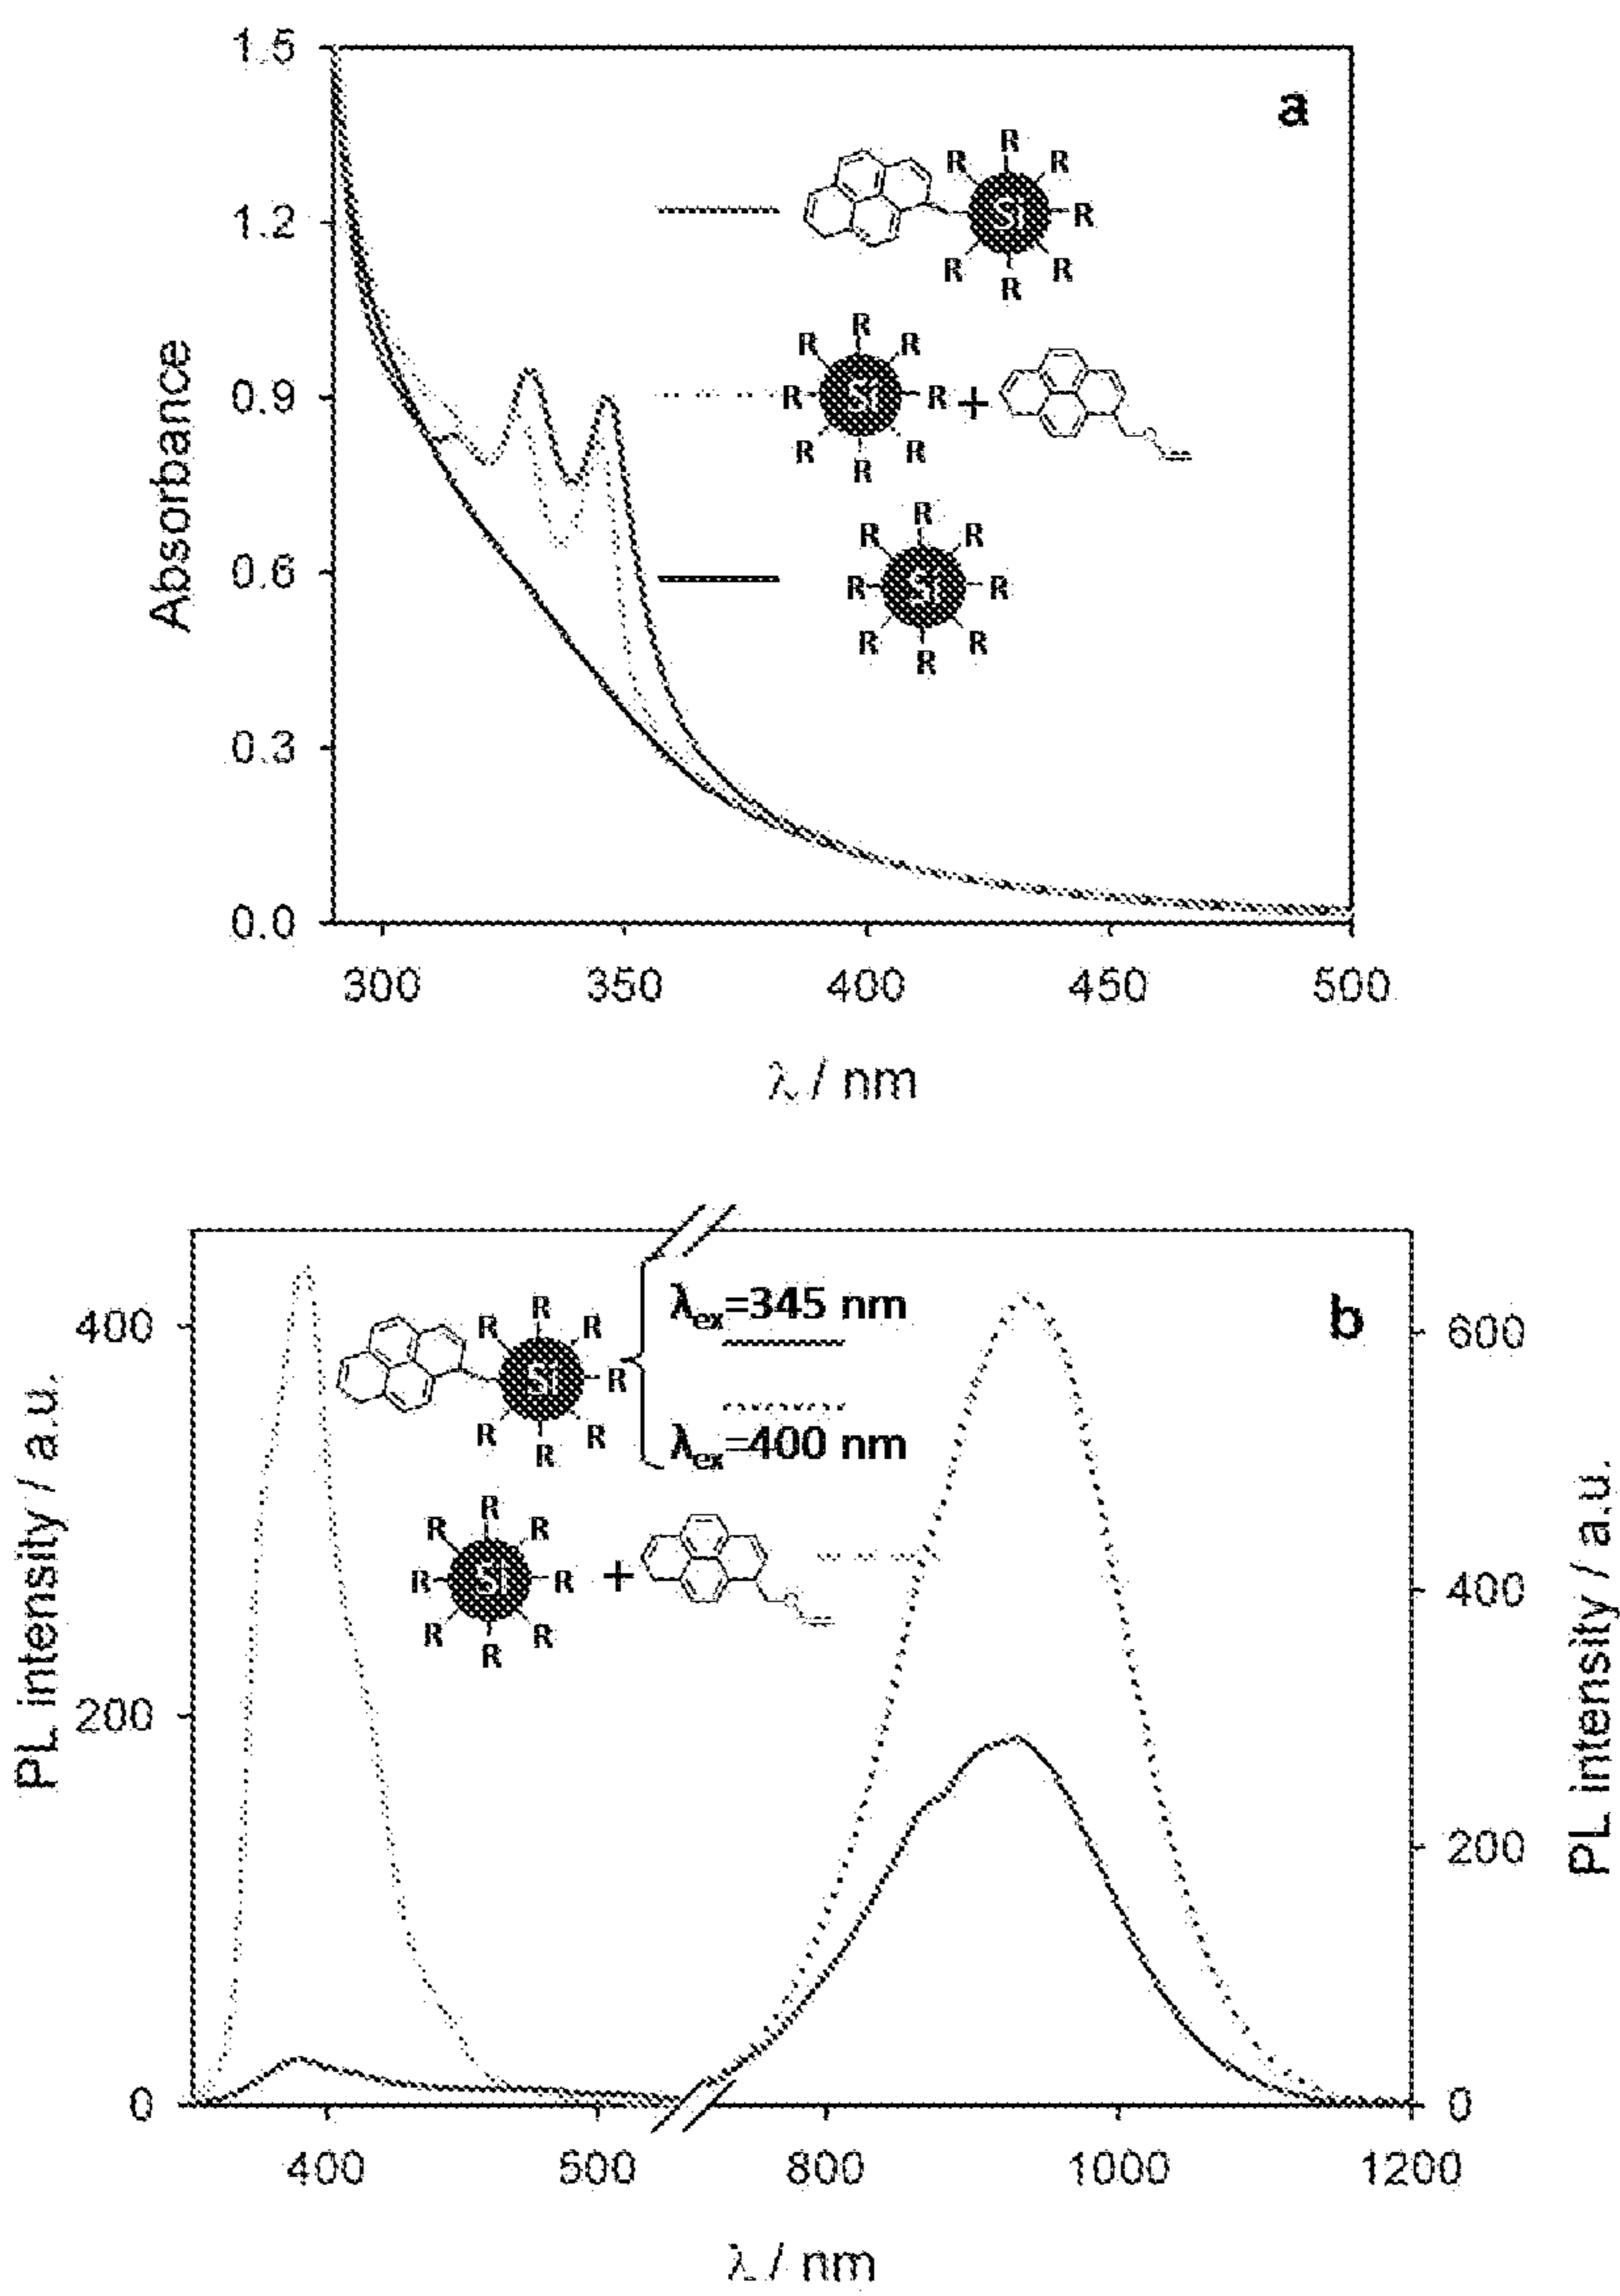 a
1.5
1.2
0.9
0.6
0.3
0.0
Absorbance
R
R R
Si R
R R
R
R
R R
R Si R + O
R R
R
R
R R
R Si R
R R
R
300 350 400 450 500
λ / nm
b
400
200
0
PL intensity / a.u.
600
400
200
0
PL intensity / a.u.
λex=345 nm
λex=400 nm
R
R R
Si R
R R
R
R
R R
R Si R + O
R R
R
400 500 800 1000 1200
λ / nm